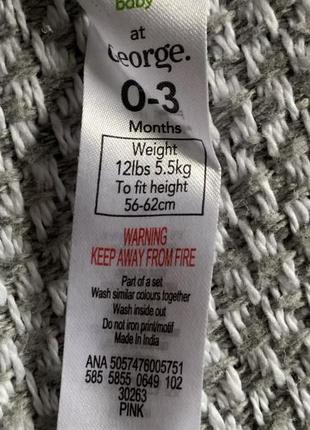 baby
at
George.
0-3
Months
Weight
12lbs 5.5kg
To fit height
56-62cm
WARNING
KEEP AWAY FROM FIRE
Part of a set
Wash similar colours together
Wash inside out
Do not iron print/motif
Made In India
ANA 5057476005751
585 5855 0649 102
30263
PINK